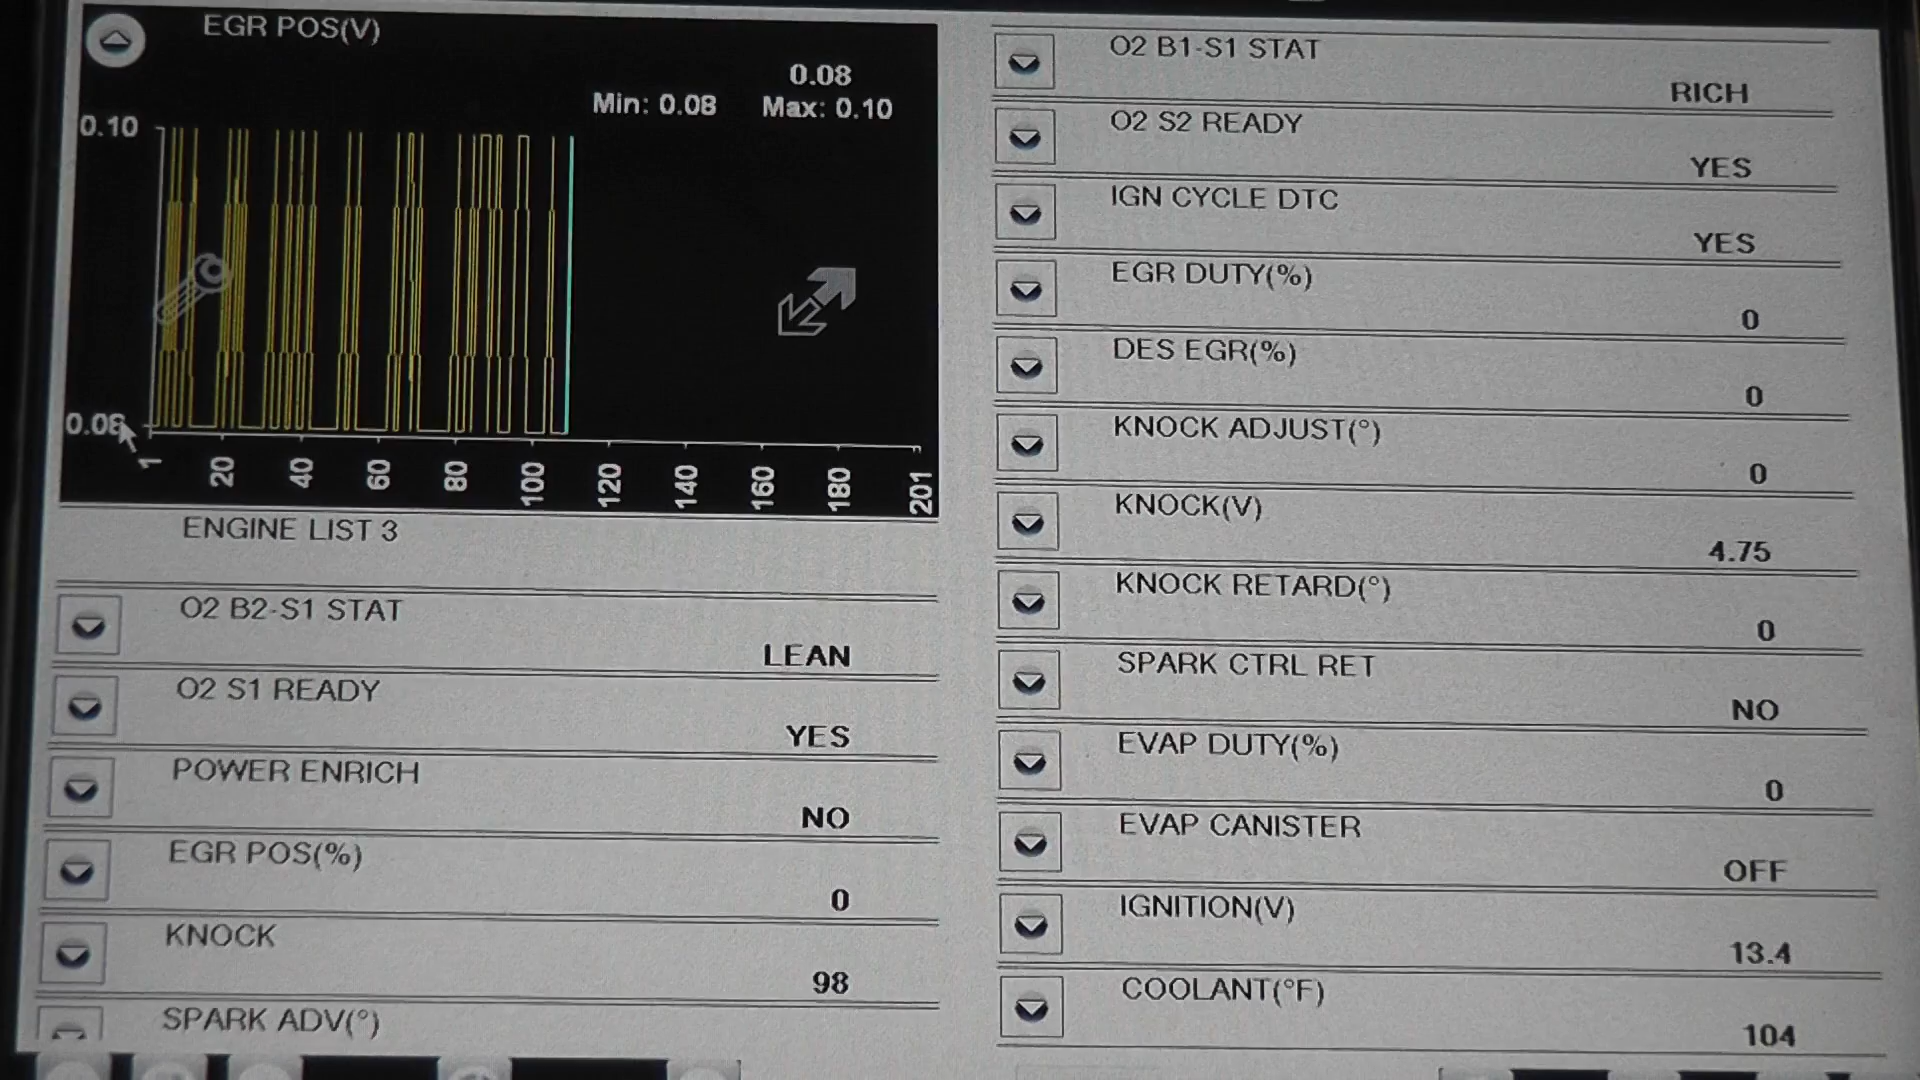 EGR POS(V)
0.08
Min: 0.08 Max: 0.10
0.10
0.08
1 20 40 60 80 100 120 140 160 180 201
ENGINE LIST 3
O2 B2-S1 STAT
LEAN
O2 S1 READY
YES
POWER ENRICH
NO
EGR POS(%)
0
KNOCK
98
SPARK ADV(°)
O2 B1-S1 STAT
RICH
O2 S2 READY
YES
IGN CYCLE DTC
YES
EGR DUTY(%)
0
DES EGR(%)
0
KNOCK ADJUST(°)
0
KNOCK(V)
4.75
KNOCK RETARD(°)
0
SPARK CTRL RET
NO
EVAP DUTY(%)
0
EVAP CANISTER
OFF
IGNITION(V)
13.4
COOLANT(°F)
104